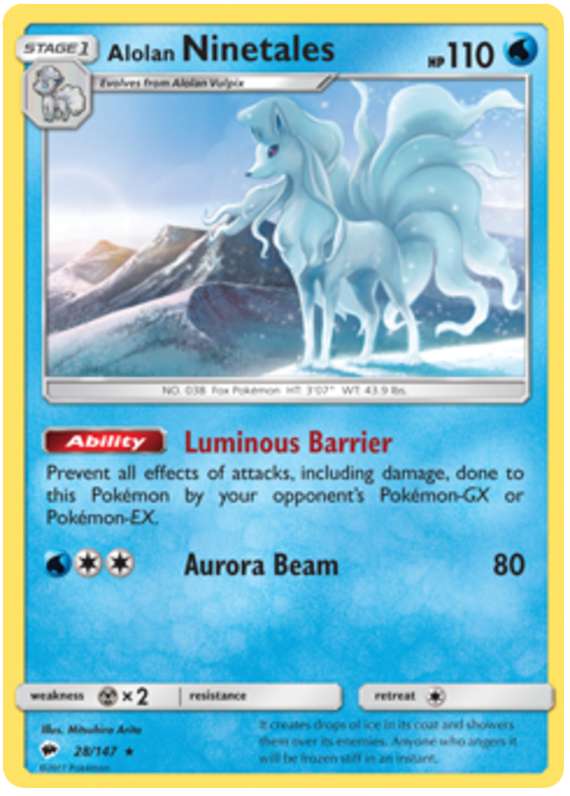 STAGE 1 Alolan Ninetales HP 110
Evolves from Alolan Vulpix
NO. 038 Fox Pokémon HT: 3'07" WT: 43.9 lbs.
Ability Luminous Barrier
Prevent all effects of attacks, including damage, done to
this Pokémon by your opponent's Pokémon-GX or
Pokémon-EX.
Aurora Beam 80
weakness ×2 resistance retreat
Illus. Mitsuhiro Arita
28/147 ★
©2017 Pokémon
It creates drops of ice in its coat and showers
them over its enemies. Anyone who angers it
will be frozen stiff in an instant.